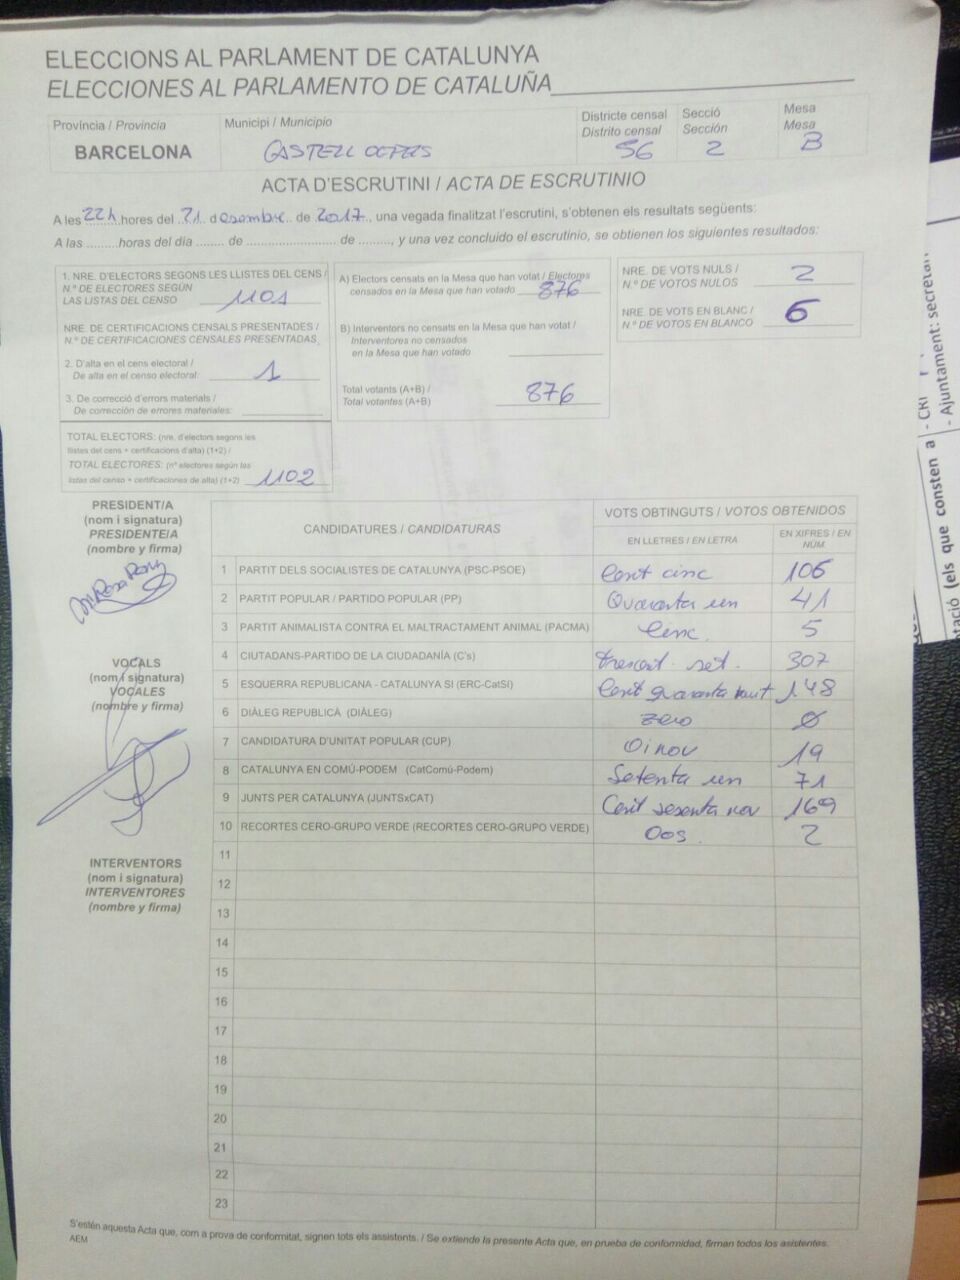 ELECCIONS AL PARLAMENT DE CATALUNYA
ELECCIONES AL PARLAMENTO DE CATALUÑA
Província / Provincia
BARCELONA
Municipi / Municipio
CASTELLDEFELS
Districte censal
Distrito censal
56
Secció
Sección
2
Mesa
Mesa
B
ACTA D'ESCRUTINI / ACTA DE ESCRUTINIO
A les 22h hores del 21 desembre de 2017, una vegada finalitzat l'escrutini, s'obtenen els resultats següents:
A las ........horas del día ........ de .......................... de ........., y una vez concluido el escrutinio, se obtienen los siguientes resultados:
1. NRE. D'ELECTORS SEGONS LES LLISTES DEL CENS /
N.º DE ELECTORES SEGÚN
LAS LISTAS DEL CENSO 1101
NRE. DE CERTIFICACIONS CENSALS PRESENTADES /
N.º DE CERTIFICACIONES CENSALES PRESENTADAS
2. D'alta en el cens electoral /
De alta en el censo electoral: 1
3. De correcció d'errors materials /
De corrección de errores materiales:
TOTAL ELECTORS: (nre. d'electors segons les
llistes del cens + certificacions d'alta) (1+2) /
TOTAL ELECTORES: (nº electores según las
listas del censo + certificaciones de alta) (1+2) 1102
A) Electors censats en la Mesa que han votat / Electores
censados en la Mesa que han votado 876
B) Interventors no censats en la Mesa que han votat /
Interventores no censados
en la Mesa que han votado
Total votants (A+B) /
Total votantes (A+B) 876
NRE. DE VOTS NULS /
N.º DE VOTOS NULOS 2
NRE. DE VOTS EN BLANC /
N.º DE VOTOS EN BLANCO 6
PRESIDENT/A
(nom i signatura)
PRESIDENTE/A
(nombre y firma)
VOCALS
(nom i signatura)
VOCALES
(nombre y firma)
INTERVENTORS
(nom i signatura)
INTERVENTORES
(nombre y firma)
CANDIDATURES / CANDIDATURAS
VOTS OBTINGUTS / VOTOS OBTENIDOS
EN LLETRES / EN LETRA
EN XIFRES / EN NÚM.
1 PARTIT DELS SOCIALISTES DE CATALUNYA (PSC-PSOE) Cent cinc 105
2 PARTIT POPULAR / PARTIDO POPULAR (PP) Quaranta un 41
3 PARTIT ANIMALISTA CONTRA EL MALTRACTAMENT ANIMAL (PACMA) Cinc. 5
4 CIUTADANS-PARTIDO DE LA CIUDADANÍA (C's) trescent set. 307
5 ESQUERRA REPUBLICANA - CATALUNYA SI (ERC-CatSI) Cent quaranta vuit 148
6 DIÀLEG REPUBLICÀ (DIÀLEG) zero 0
7 CANDIDATURA D'UNITAT POPULAR (CUP) Dinou 19
8 CATALUNYA EN COMÚ-PODEM (CatComú-Podem) Setenta un 71
9 JUNTS PER CATALUNYA (JUNTSxCAT) Cent sesenta nou 169
10 RECORTES CERO-GRUPO VERDE (RECORTES CERO-GRUPO VERDE) Dos. 2
11
12
13
14
15
16
17
18
19
20
21
22
23
S'estén aquesta Acta que, com a prova de conformitat, signen tots els assistents. / Se extiende la presente Acta que, en prueba de conformidad, firman todos los asistentes.
AEM
- Ajuntament:
tació (els que consten a